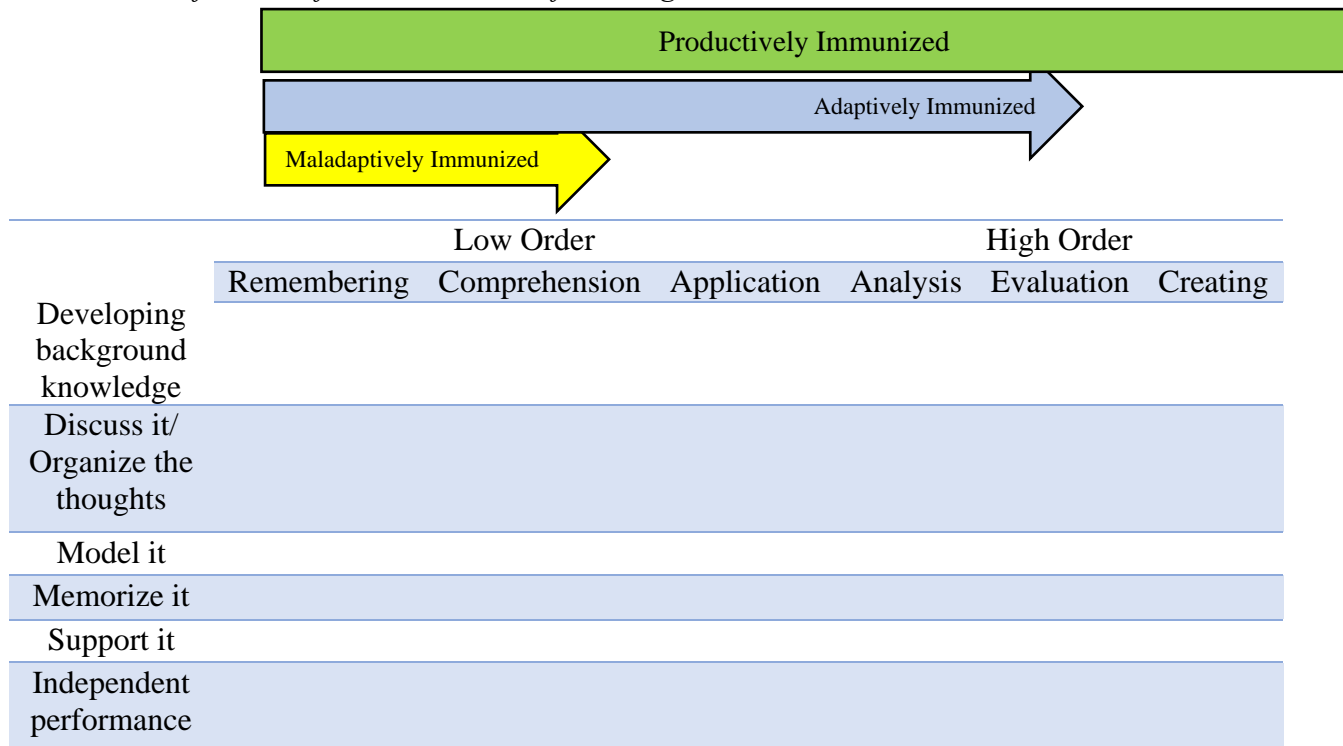 Productively Immunized
Adaptively Immunized
Maladaptively Immunized
Low Order High Order
Remembering Comprehension Application Analysis Evaluation Creating
Developing
background
knowledge
Discuss it/
Organize the
thoughts
Model it
Memorize it
Support it
Independent
performance